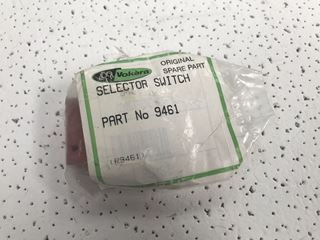 Vokèra
ORIGINAL
SPARE PART
SELECTOR SWITCH
PART No 9461
(R9461)